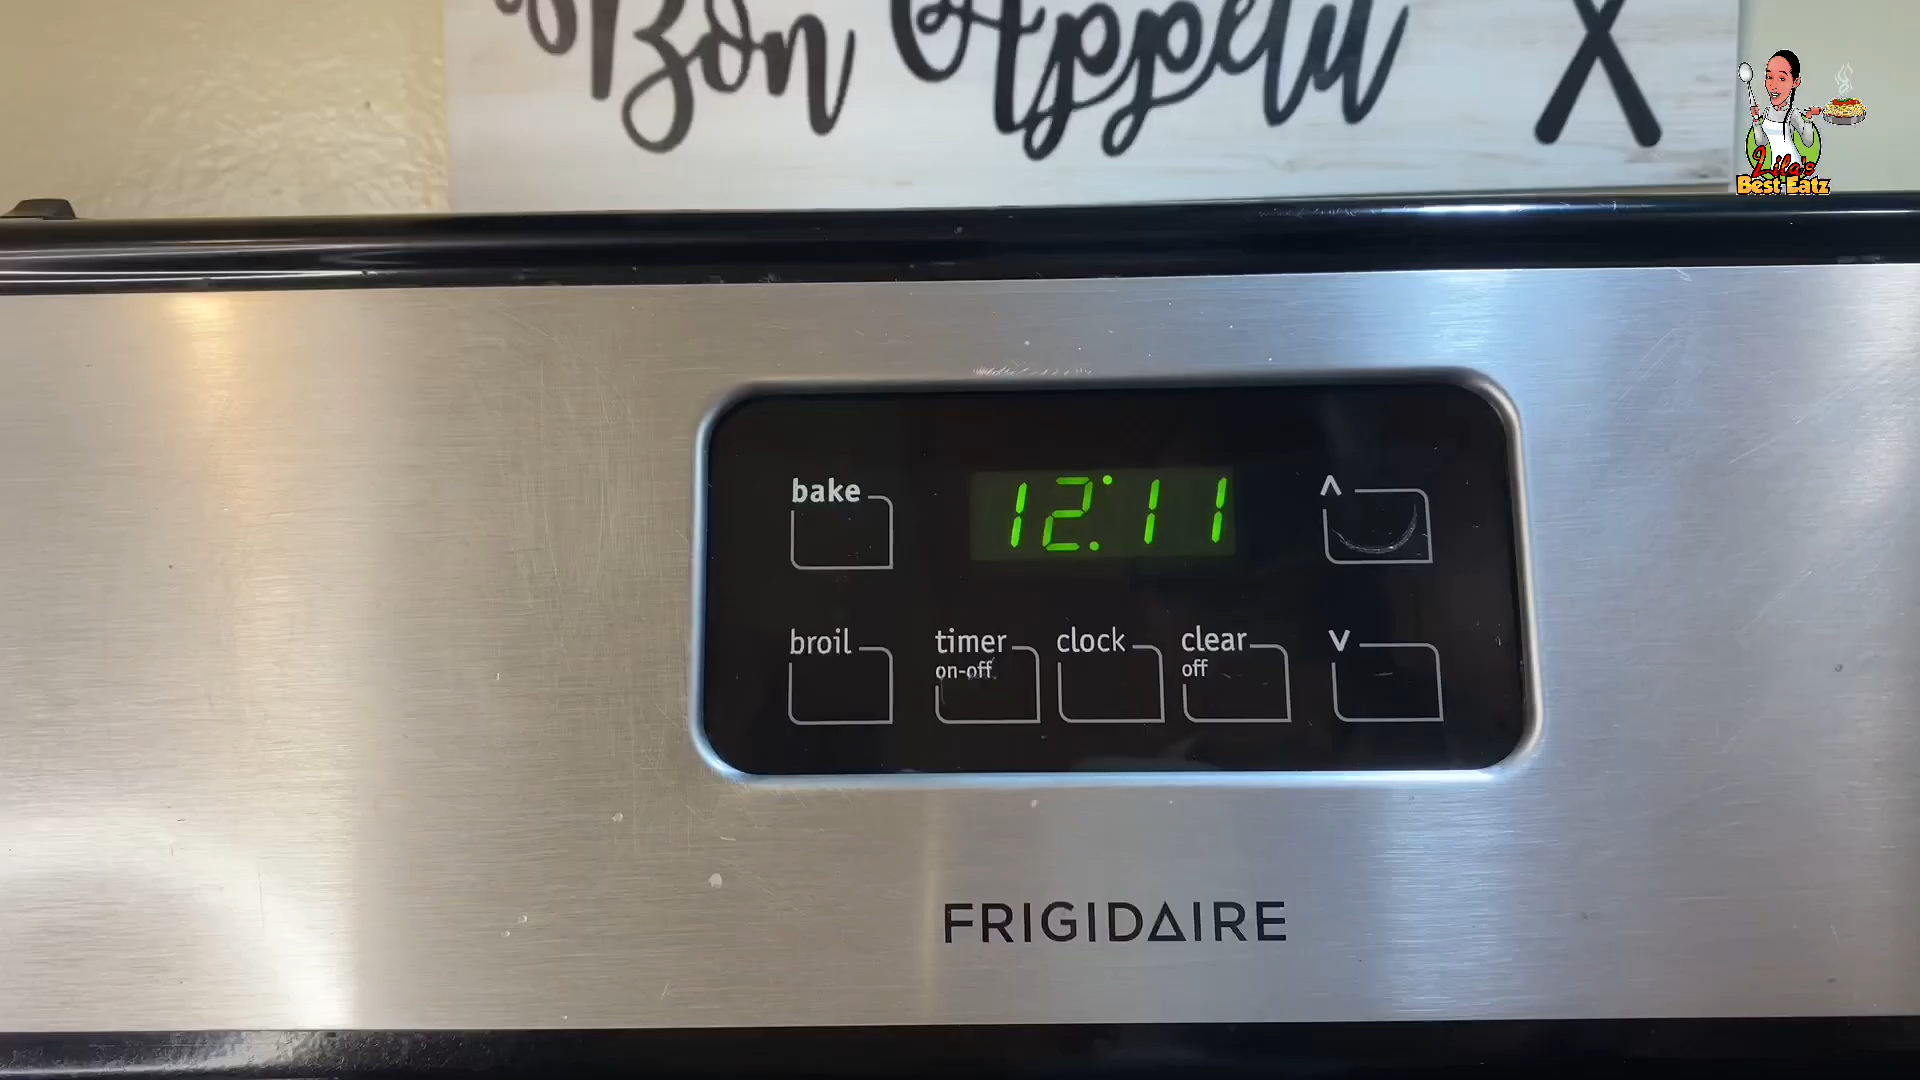 Bon Appétit
Lila's
Best Eatz
bake
12:11
^
broil
timer
on-off
clock
clear
off
v
FRIGIDAIRE